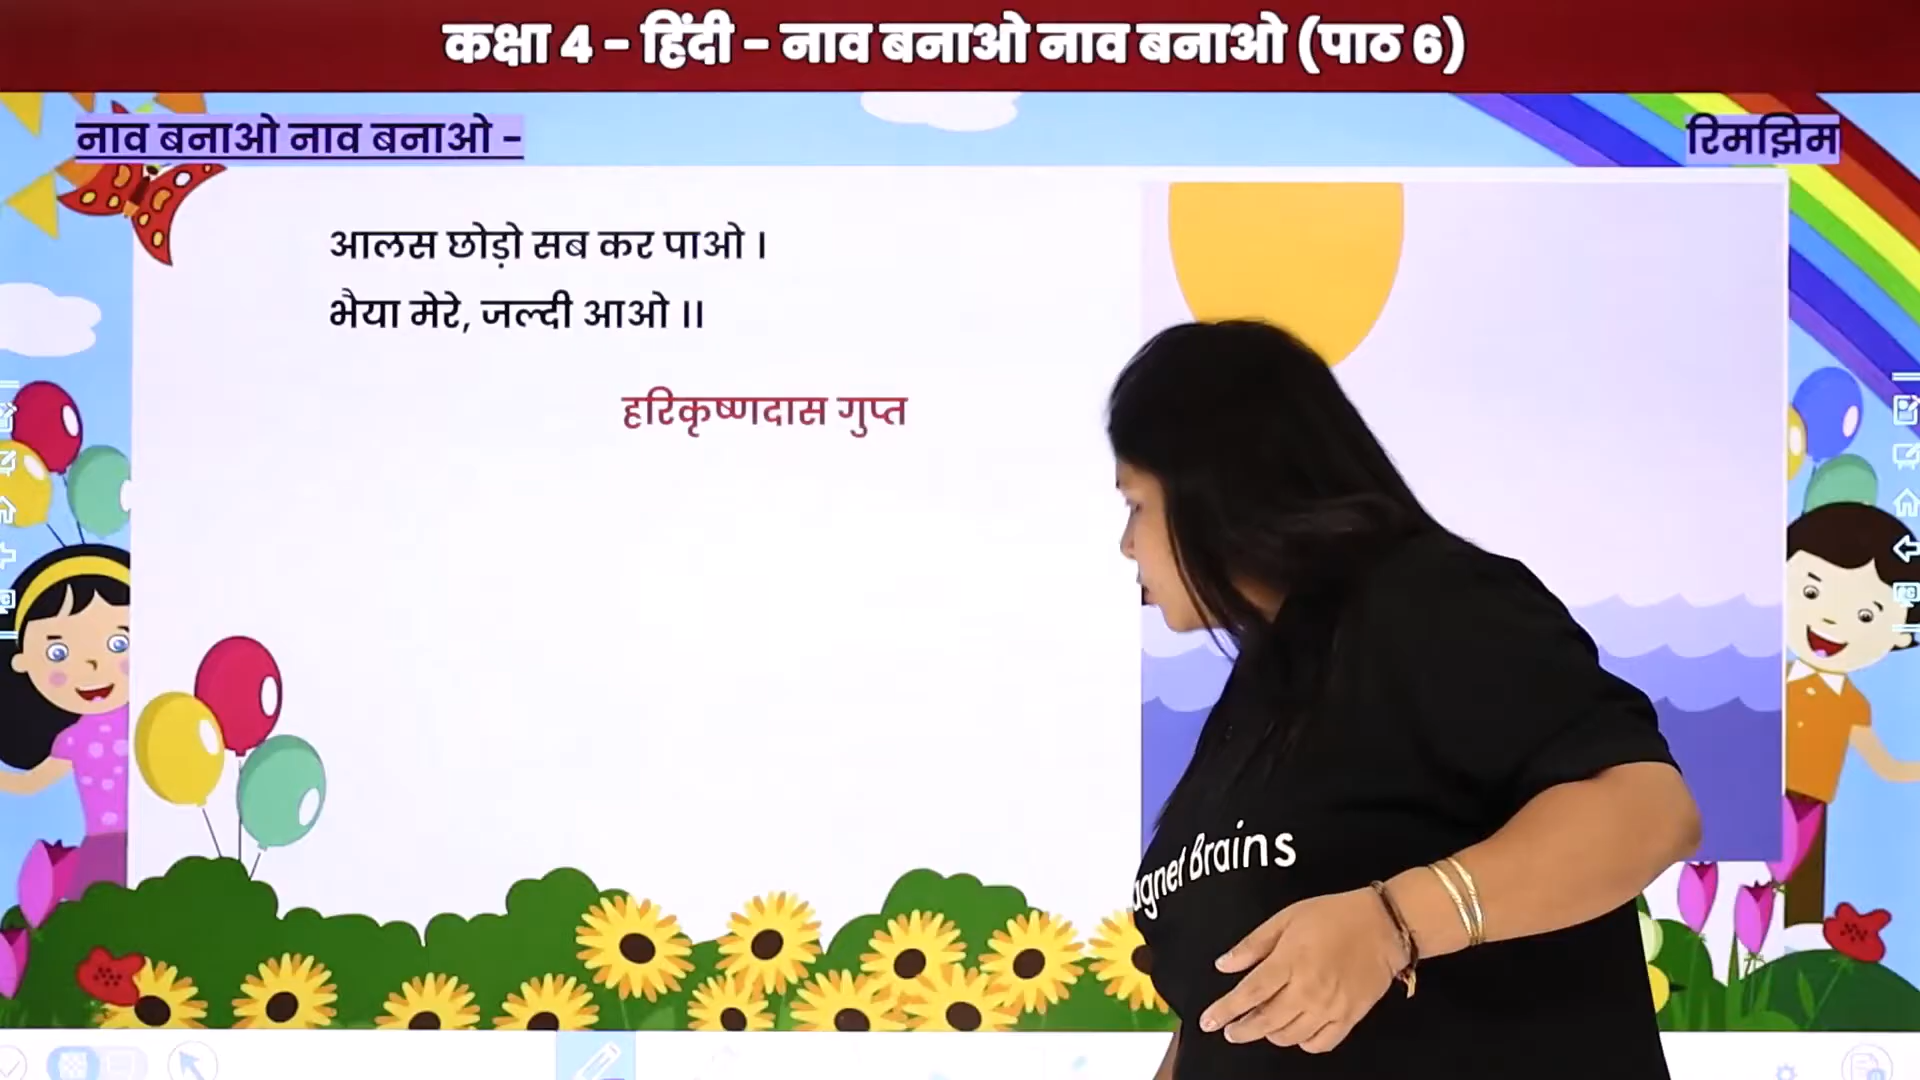 कक्षा 4 - हिंदी - नाव बनाओ नाव बनाओ (पाठ 6)
नाव बनाओ नाव बनाओ -
रिमझिम
आलस छोड़ो सब कर पाओ ।
भैया मेरे, जल्दी आओ ।।
हरिकृष्णदास गुप्त
Brains